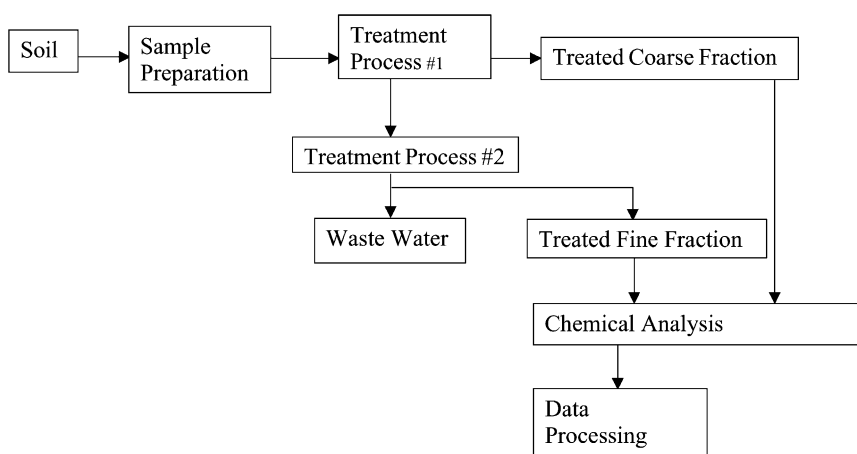 Soil
Sample
Preparation
Treatment
Process #1
Treated Coarse Fraction
Treatment Process #2
Waste Water
Treated Fine Fraction
Chemical Analysis
Data
Processing